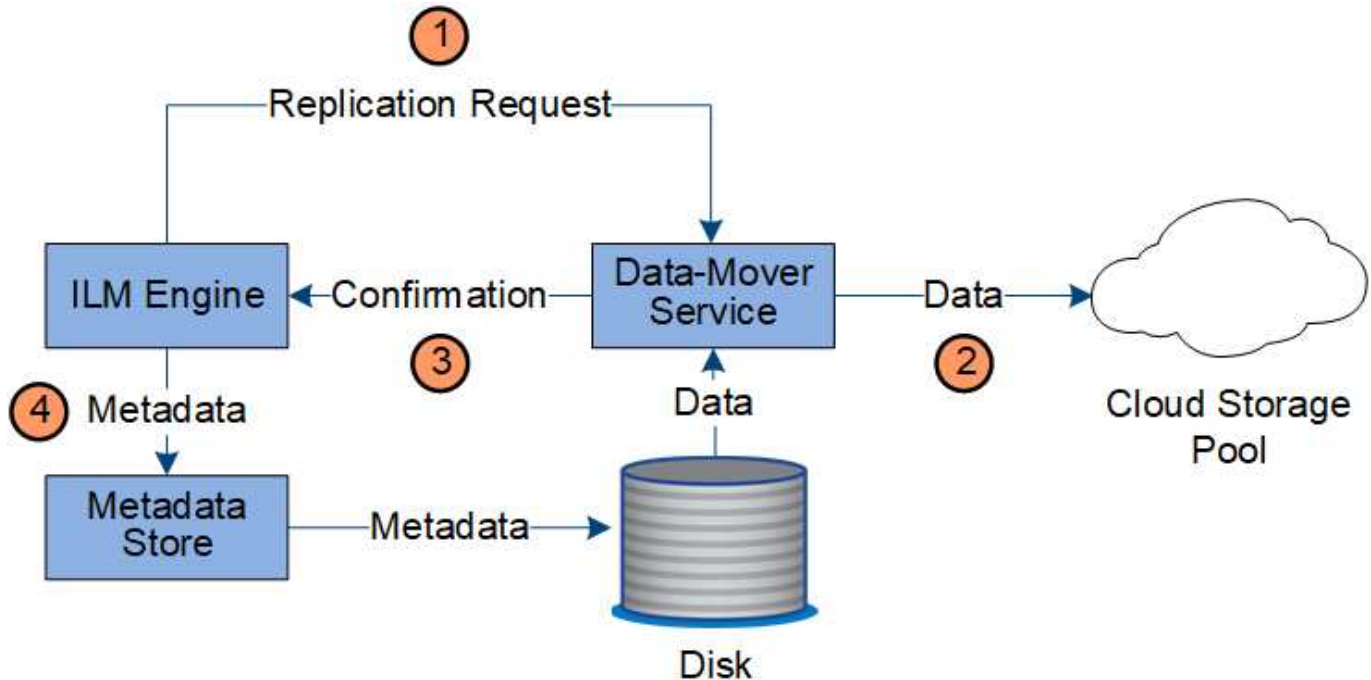 1
Replication Request
ILM Engine
Confirmation
3
Data-Mover
Service
Data
2
4
Metadata
Data
Cloud Storage
Pool
Metadata
Store
Metadata
Disk